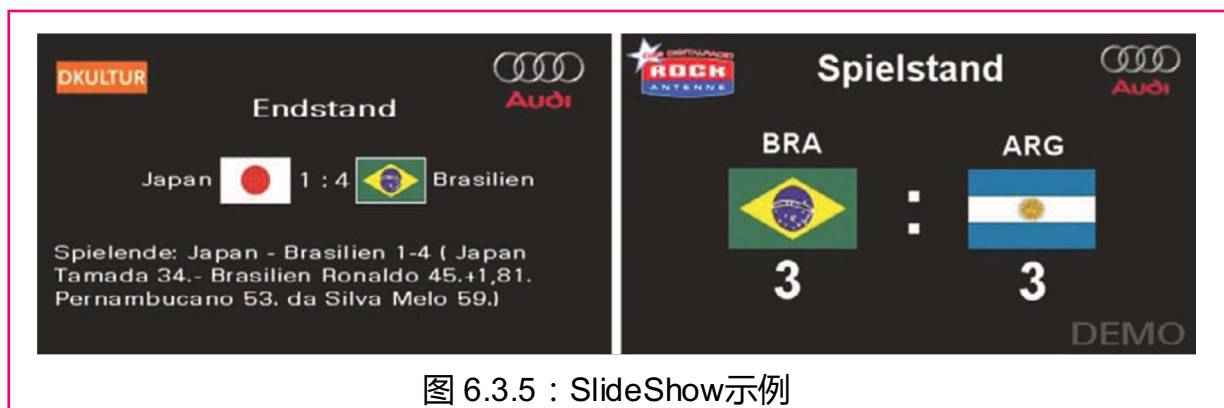 DKULTUR
Audi
Endstand
Japan 1 : 4 Brasilien
Spielende: Japan - Brasilien 1-4 ( Japan
Tamada 34.- Brasilien Ronaldo 45.+1,81.
Pernambucano 53. da Silva Melo 59.)
ROCK
ANTENNE
Spielstand
Audi
BRA
ARG
:
3
3
DEMO
图 6.3.5：SlideShow示例